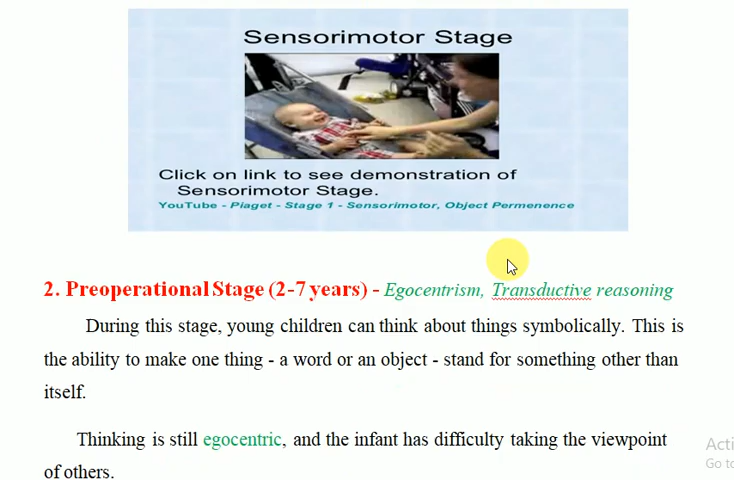 Sensorimotor Stage
Click on link to see demonstration of
Sensorimotor Stage.
YouTube - Piaget - Stage 1 - Sensorimotor, Object Permenence
2. Preoperational Stage (2-7 years) - Egocentrism, Transductive reasoning
During this stage, young children can think about things symbolically. This is
the ability to make one thing - a word or an object - stand for something other than
itself.
Thinking is still egocentric, and the infant has difficulty taking the viewpoint
of others.
Acti
Go to